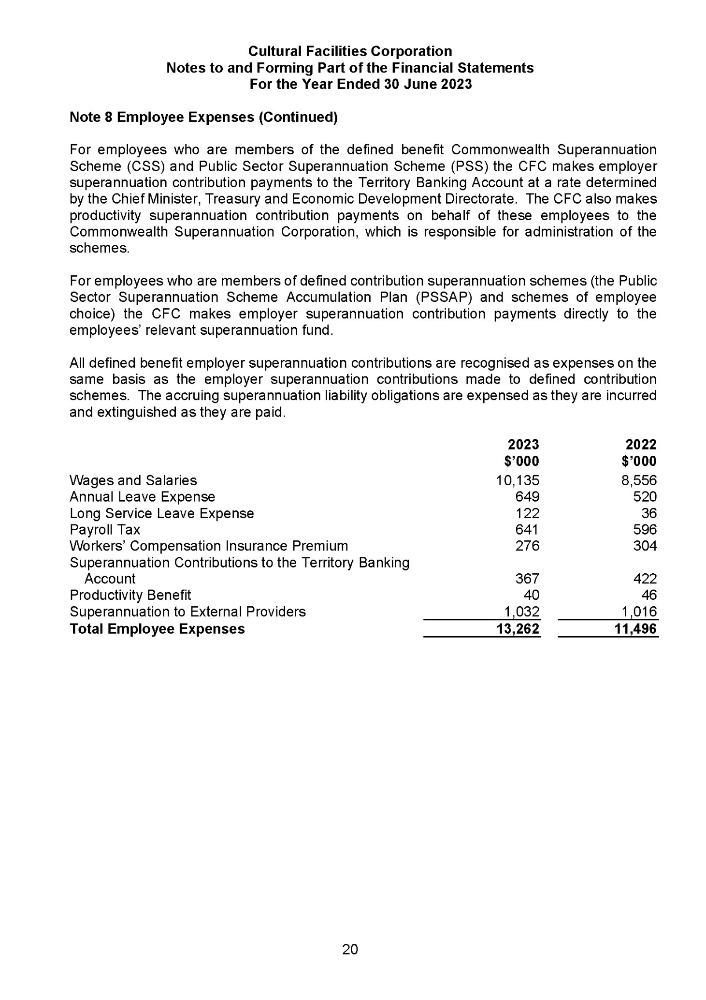 Cultural Facilities Corporation
Notes to and Forming Part of the Financial Statements
For the Year Ended 30 June 2023
Note 8 Employee Expenses (Continued)
For employees who are members of the defined benefit Commonwealth Superannuation
Scheme (CSS) and Public Sector Superannuation Scheme (PSS) the CFC makes employer
superannuation contribution payments to the Territory Banking Account at a rate determined
by the Chief Minister, Treasury and Economic Development Directorate.  The CFC also makes
productivity superannuation contribution payments on behalf of these employees to the
Commonwealth Superannuation Corporation, which is responsible for administration of the
schemes.
For employees who are members of defined contribution superannuation schemes (the Public
Sector Superannuation Scheme Accumulation Plan (PSSAP) and schemes of employee
choice) the CFC makes employer superannuation contribution payments directly to the
employees’ relevant superannuation fund.
All defined benefit employer superannuation contributions are recognised as expenses on the
same basis as the employer superannuation contributions made to defined contribution
schemes.  The accruing superannuation liability obligations are expensed as they are incurred
and extinguished as they are paid.
2023 2022
$’000 $’000
Wages and Salaries 10,135 8,556
Annual Leave Expense 649 520
Long Service Leave Expense 122 36
Payroll Tax 641 596
Workers’ Compensation Insurance Premium 276 304
Superannuation Contributions to the Territory Banking
Account 367 422
Productivity Benefit 40 46
Superannuation to External Providers 1,032 1,016
Total Employee Expenses 13,262 11,496
20